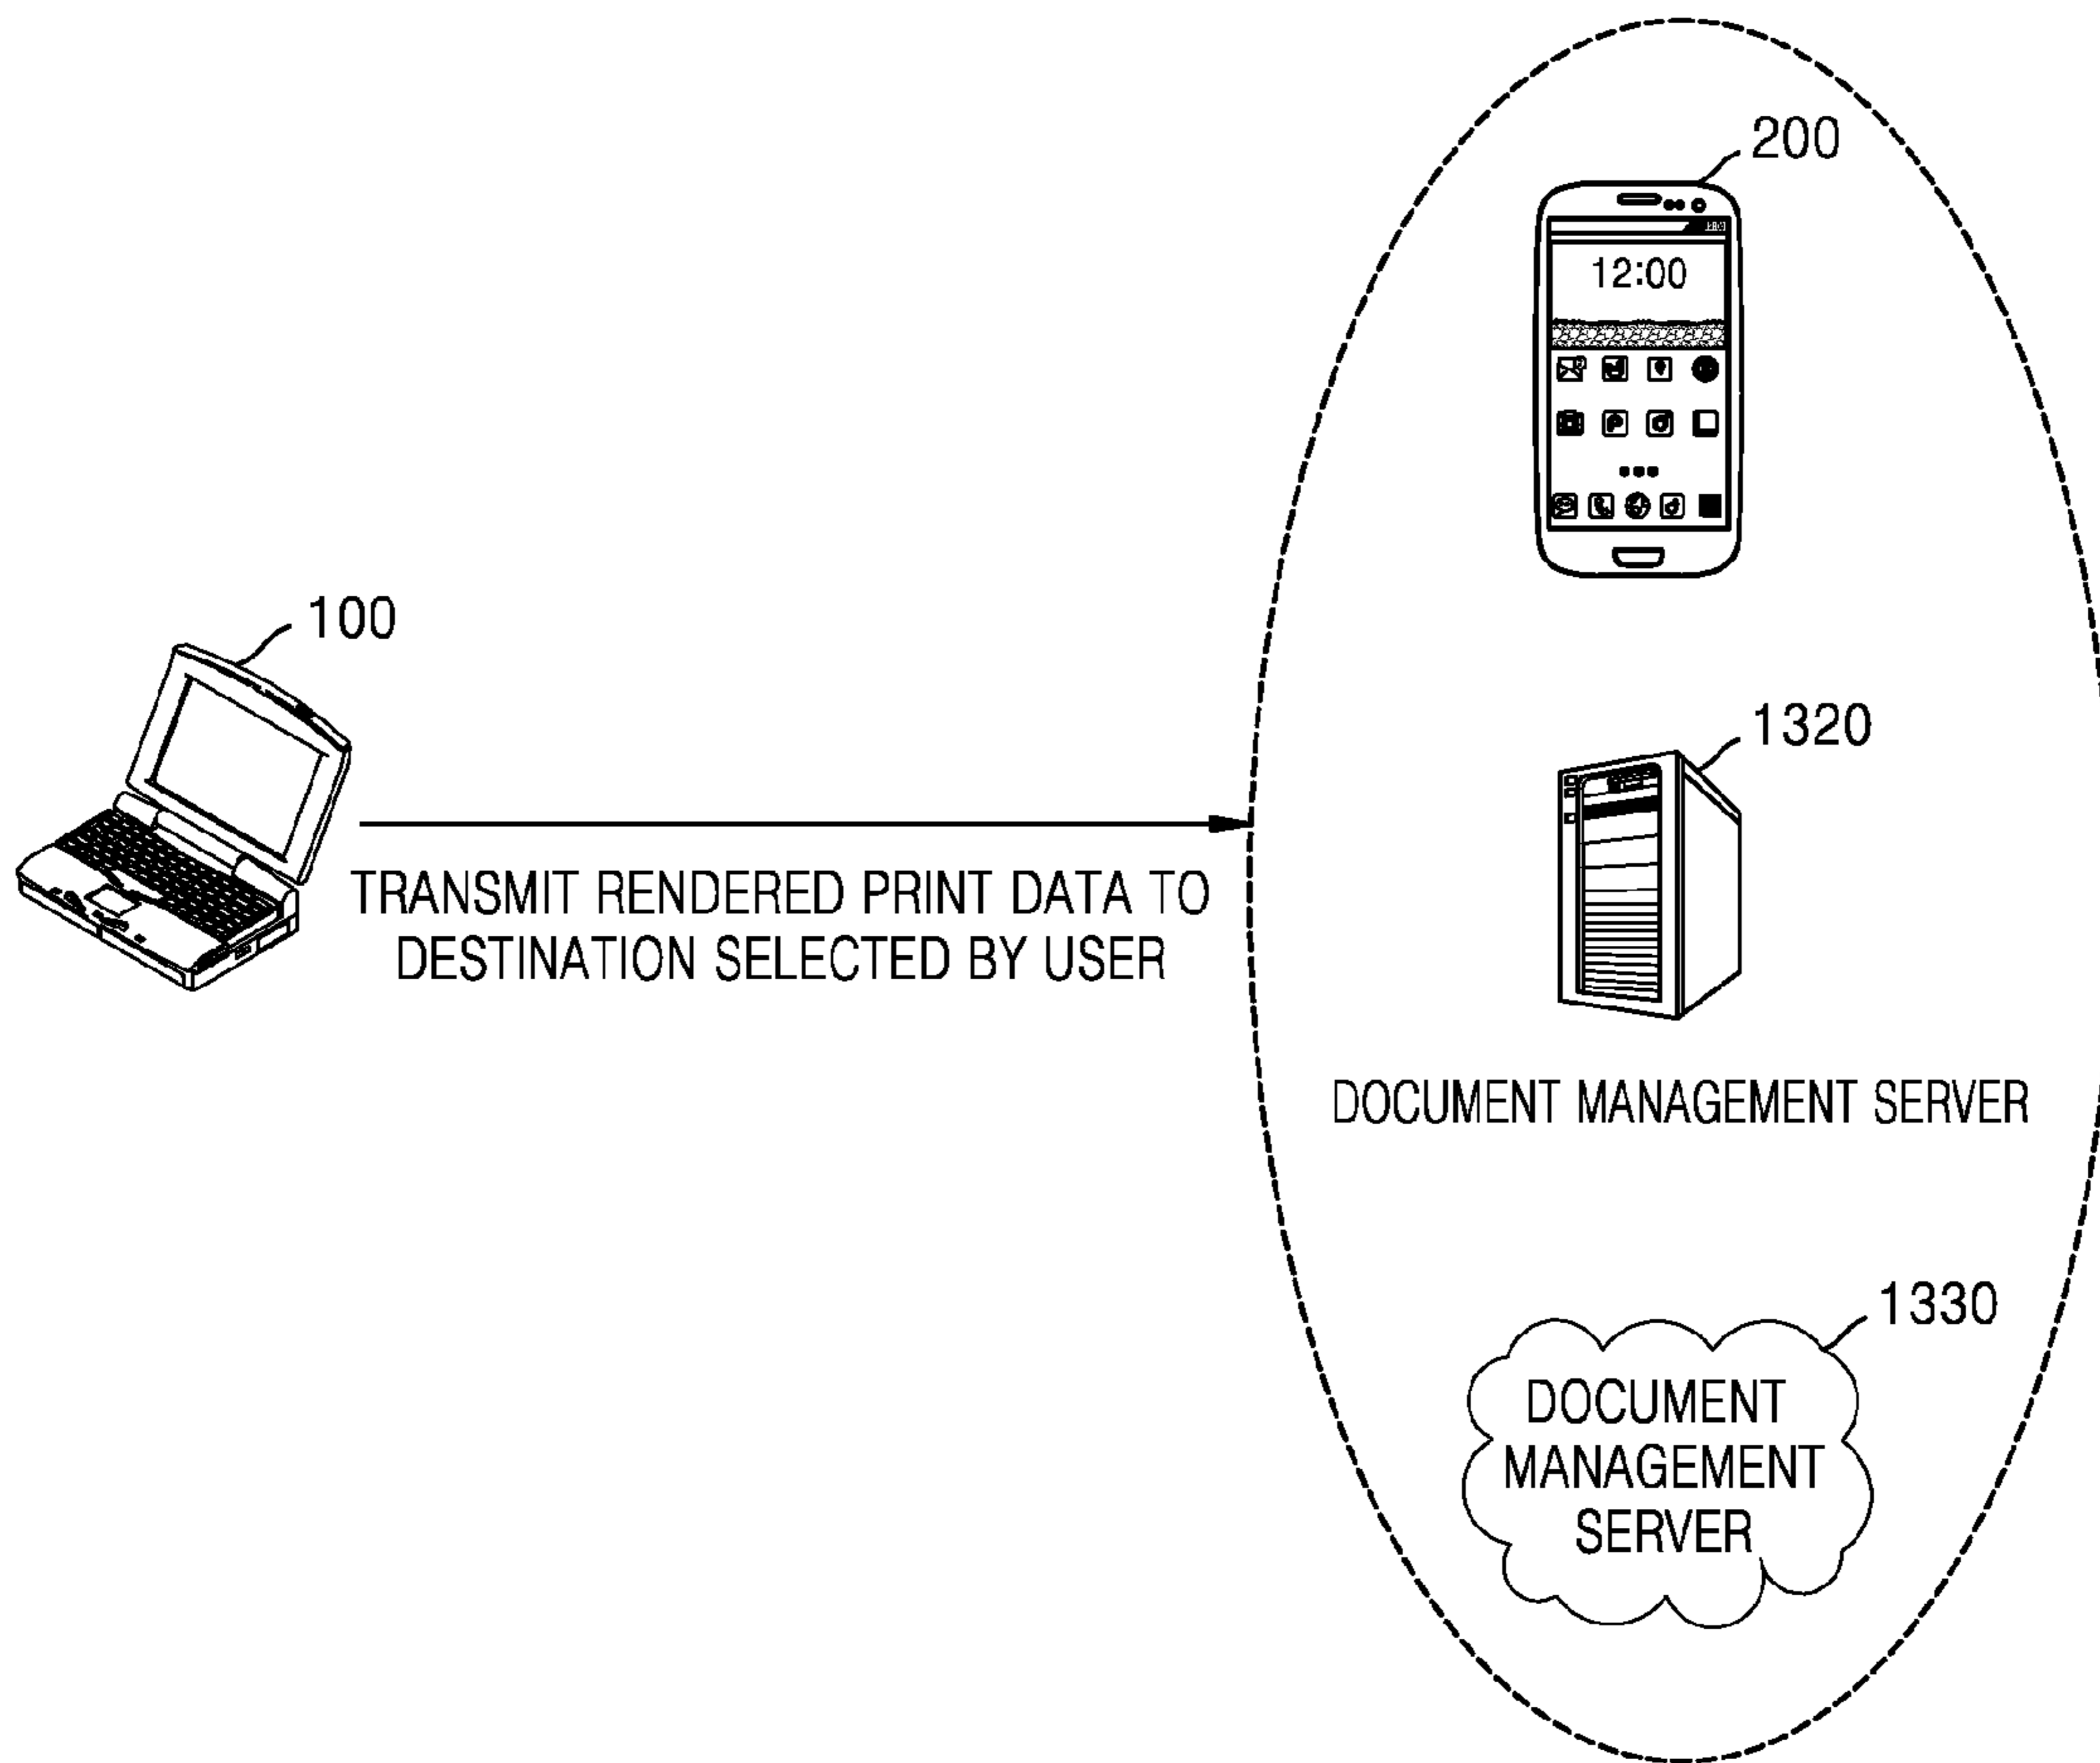 200
12:00
100
1320
TRANSMIT RENDERED PRINT DATA TO
DESTINATION SELECTED BY USER
DOCUMENT MANAGEMENT SERVER
1330
DOCUMENT
MANAGEMENT
SERVER